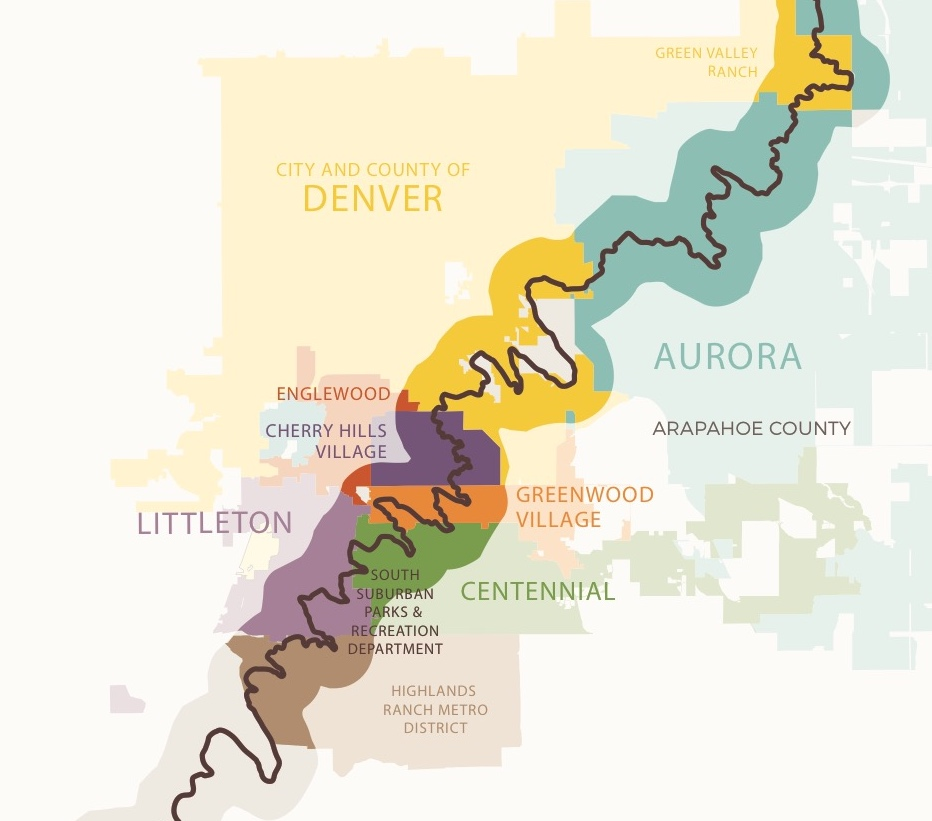 GREEN VALLEY
RANCH
CITY AND COUNTY OF
DENVER
AURORA
ENGLEWOOD
ARAPAHOE COUNTY
CHERRY HILLS
VILLAGE
GREENWOOD
VILLAGE
LITTLETON
SOUTH
SUBURBAN
PARKS &
RECREATION
DEPARTMENT
CENTENNIAL
HIGHLANDS
RANCH METRO
DISTRICT